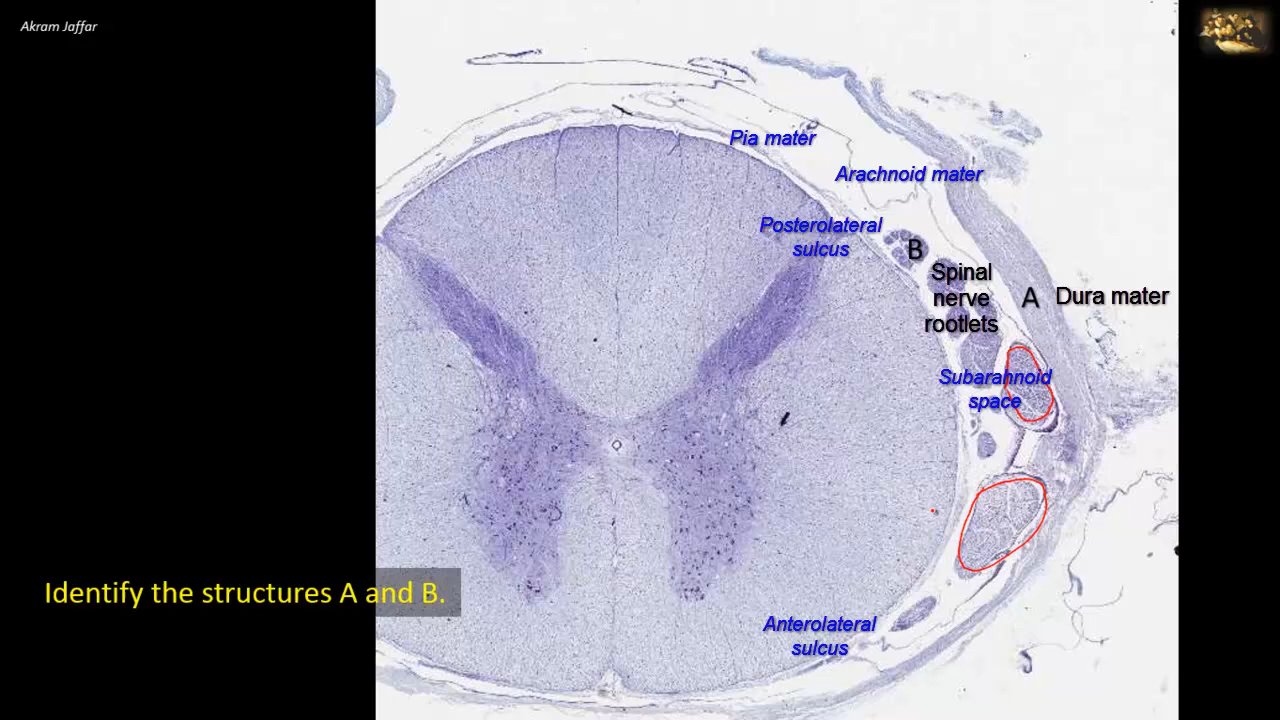 Akram Jaffar
Pia mater
Arachnoid mater
Posterolateral
sulcus
B
Spinal
nerve
rootlets
A Dura mater
Subarahnoid
space
Identify the structures A and B.
Anterolateral
sulcus